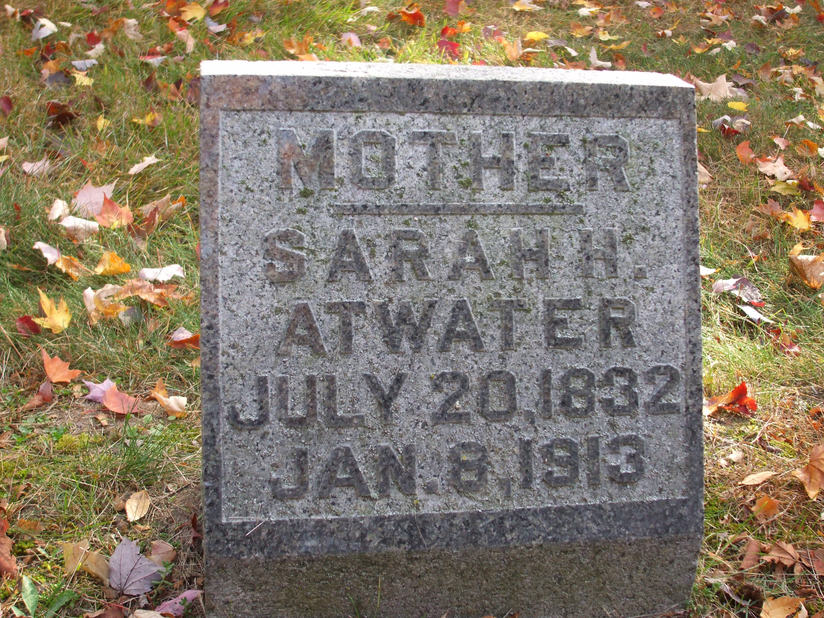 MOTHER
SARAH H.
ATWATER
JULY 20, 1832
JAN. 8, 1913